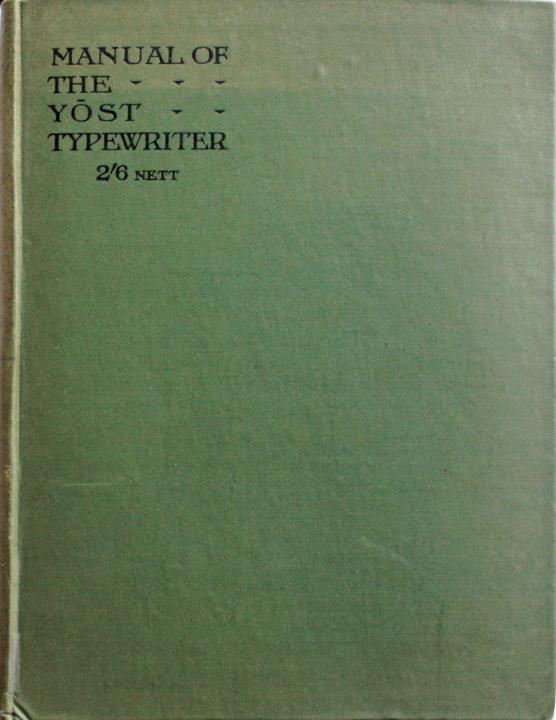 MANUAL OF
THE - - -
YŌST - -
TYPEWRITER
2/6 NETT